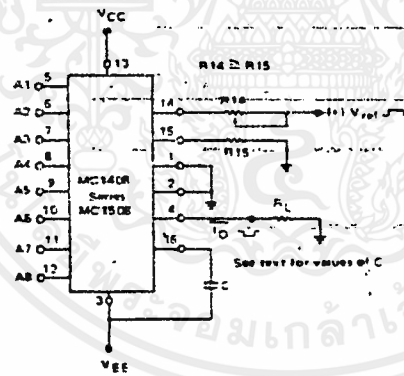 VCC
13
R14 ≅ R15
A1 5
A2 6
A3 7
A4 8
A5 9
A6 10
A7 11
A8 12
MC1408
Series
MC1508
14
R14
(+) Vref
15
R15
1
2
4
IO
RL
16
See text for values of C
C
3
VEE